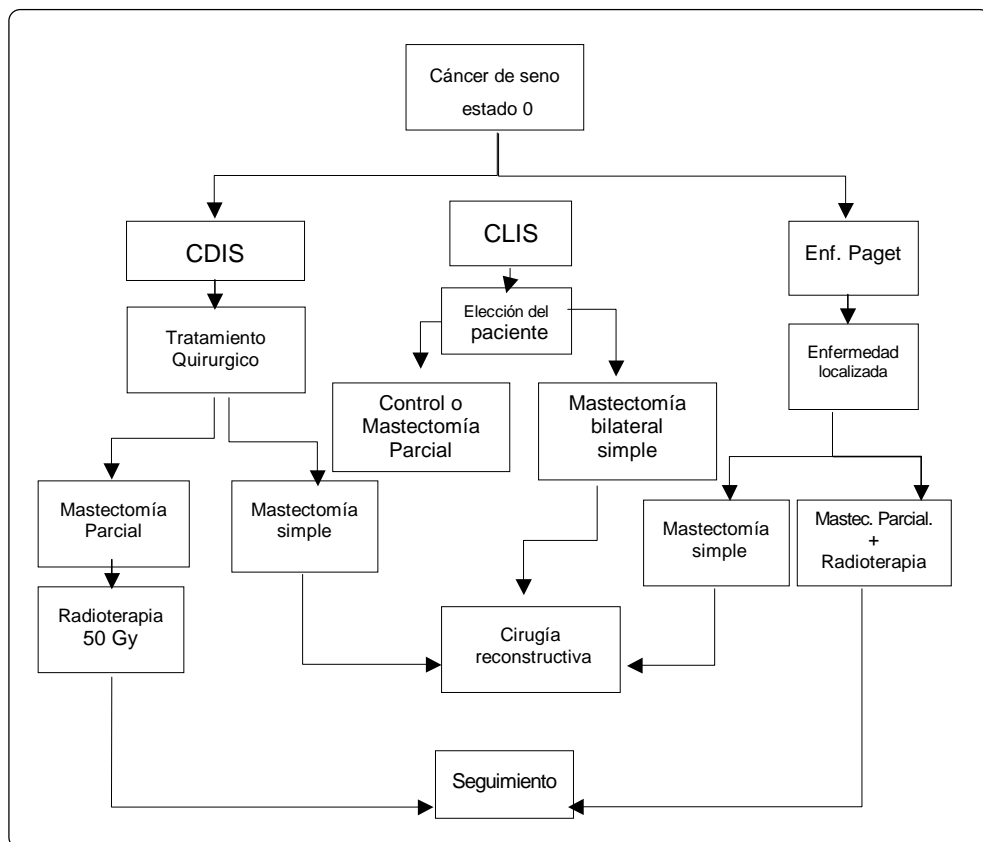 Cáncer de seno
estado 0
CDIS
CLIS
Enf. Paget
Tratamiento
Quirurgico
Elección del
paciente
Enfermedad
localizada
Control o
Mastectomía
Parcial
Mastectomía
bilateral
simple
Mastectomía
Parcial
Mastectomía
simple
Mastectomía
simple
Mastec. Parcial.
+
Radioterapia
Radioterapia
50 Gy
Cirugía
reconstructiva
Seguimiento